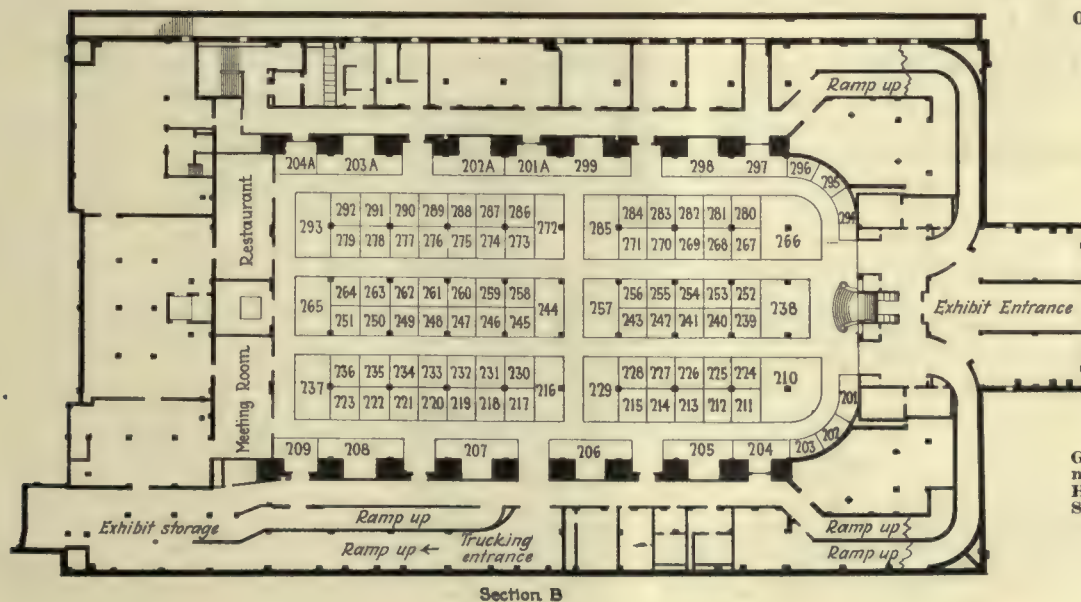 Ramp up
204A 203A 202A 201A 299 298 297 296
295
294
Restaurant
293 292 291 290 289 288 287 286 272 285 284 283 282 281 280 266
279 278 277 276 275 274 273 271 270 269 268 267
265 264 263 262 261 260 259 258 244 257 256 255 254 253 252 238
251 250 249 248 247 246 245 243 242 241 240 239
Exhibit Entrance
Meeting Room
237 236 235 234 233 232 231 230 216 229 228 227 226 225 224 210
223 222 221 220 219 218 217 215 214 213 212 211
201
202
209 208 207 206 205 204 203
Exhibit storage
Ramp up
Ramp up ←
Trucking
entrance
Ramp up
Ramp up
Section B